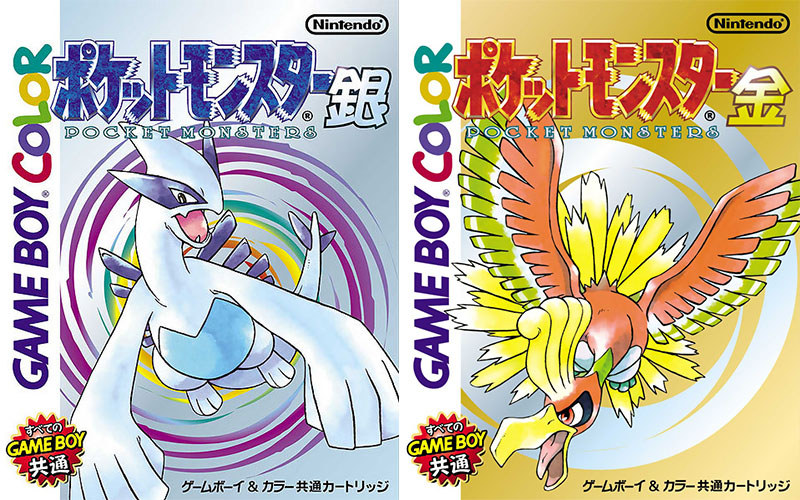 Nintendo®
GAME BOY® COLOR
ポケットモンスター®銀
POCKET MONSTERS
すべての
GAME BOY
共通
ゲームボーイ & カラー共通カートリッジ
Nintendo®
GAME BOY® COLOR
ポケットモンスター®金
POCKET MONSTERS
すべての
GAME BOY
共通
ゲームボーイ & カラー共通カートリッジ